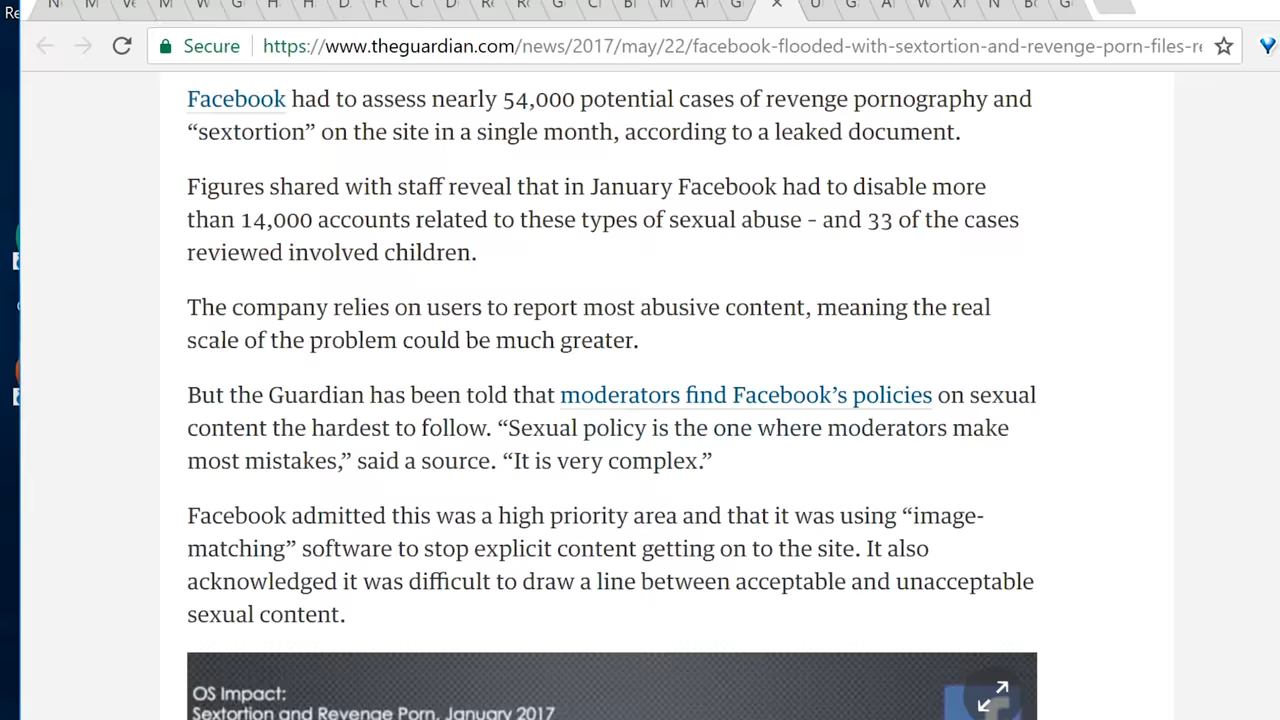 Secure https://www.theguardian.com/news/2017/may/22/facebook-flooded-with-sextortion-and-revenge-porn-files-re
Facebook had to assess nearly 54,000 potential cases of revenge pornography and
“sextortion” on the site in a single month, according to a leaked document.
Figures shared with staff reveal that in January Facebook had to disable more
than 14,000 accounts related to these types of sexual abuse – and 33 of the cases
reviewed involved children.
The company relies on users to report most abusive content, meaning the real
scale of the problem could be much greater.
But the Guardian has been told that moderators find Facebook’s policies on sexual
content the hardest to follow. “Sexual policy is the one where moderators make
most mistakes,” said a source. “It is very complex.”
Facebook admitted this was a high priority area and that it was using “image-
matching” software to stop explicit content getting on to the site. It also
acknowledged it was difficult to draw a line between acceptable and unacceptable
sexual content.
OS Impact:
Sextortion and Revenge Porn, January 2017